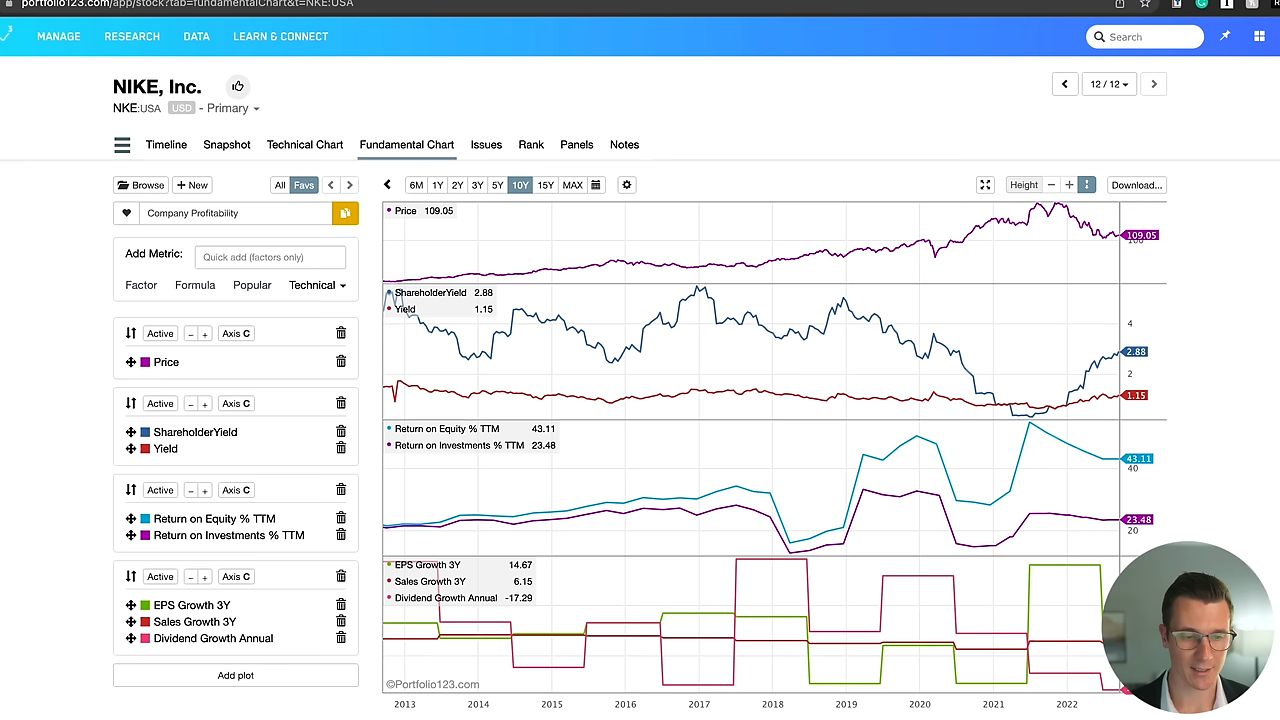 portfolio123.com/app/stock?tab=fundamentalChart&t=NKE:USA
MANAGE RESEARCH DATA LEARN & CONNECT Search
NIKE, Inc.
NKE:USA USD - Primary
12 / 12
Timeline Snapshot Technical Chart Fundamental Chart Issues Rank Panels Notes
Browse + New All Favs
6M 1Y 2Y 3Y 5Y 10Y 15Y MAX Height − + Download...
Company Profitability
Add Metric: Quick add (factors only)
Factor Formula Popular Technical
Active − + Axis C
Price
Active − + Axis C
ShareholderYield
Yield
Active − + Axis C
Return on Equity % TTM
Return on Investments % TTM
Active − + Axis C
EPS Growth 3Y
Sales Growth 3Y
Dividend Growth Annual
Add plot
Price 109.05
109.05
100
ShareholderYield 2.88
Yield 1.15
4
2.88
2
1.15
Return on Equity % TTM 43.11
Return on Investments % TTM 23.48
43.11
40
23.48
20
EPS Growth 3Y 14.67
Sales Growth 3Y 6.15
Dividend Growth Annual -17.29
©Portfolio123.com
2013 2014 2015 2016 2017 2018 2019 2020 2021 2022